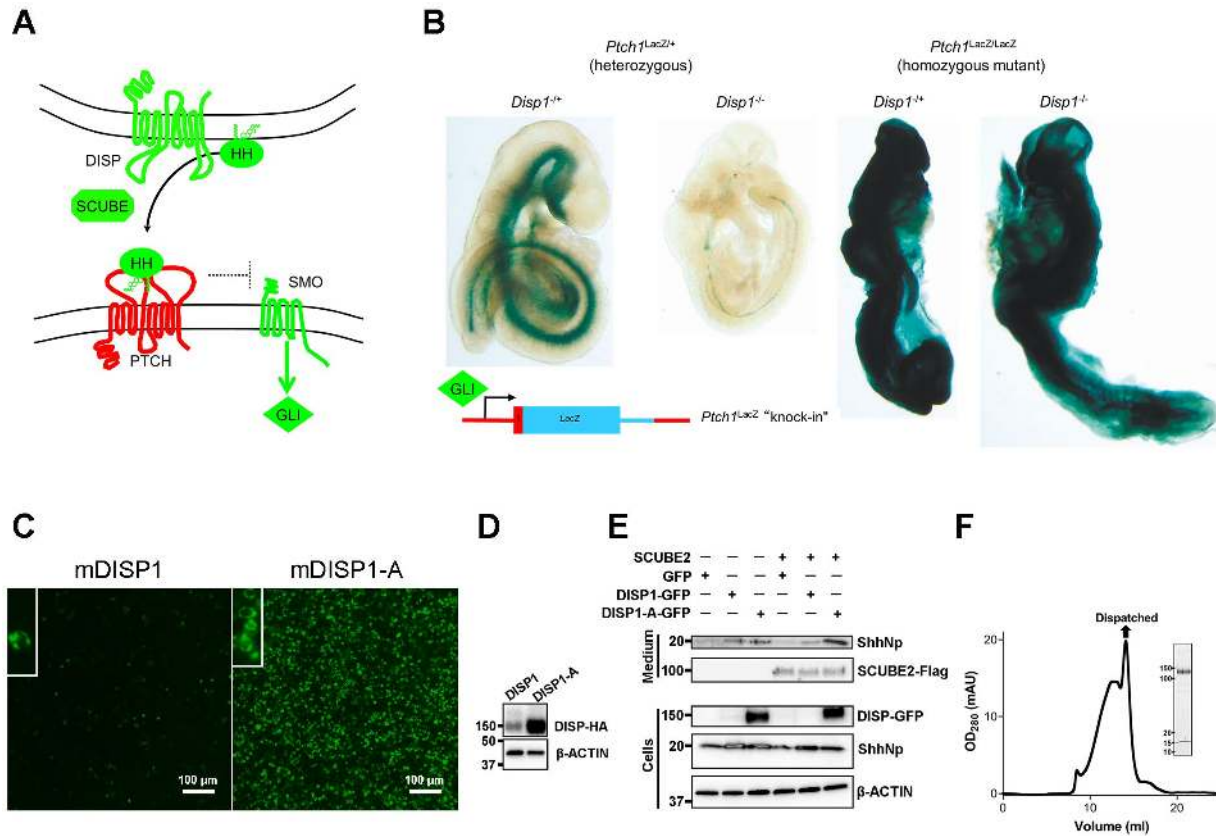 A
DISP
HH
SCUBE
HH
SMO
PTCH
GLI
B
Ptch1LacZ/+
(heterozygous)
Ptch1LacZ/LacZ
(homozygous mutant)
Disp1-/+
Disp1-/-
Disp1-/+
Disp1-/-
GLI
LacZ
Ptch1LacZ "knock-in"
C
mDISP1
mDISP1-A
100 µm
100 µm
D
DISP1
DISP1-A
150
DISP-HA
50
β-ACTIN
37
E
SCUBE2 – – – + + +
GFP + – – + – –
DISP1-GFP – + – – + –
DISP1-A-GFP – – + – – +
Medium
20
ShhNp
100
SCUBE2-Flag
Cells
150
DISP-GFP
20
ShhNp
β-ACTIN
37
F
Dispatched
OD280 (mAU)
20
10
0
0 10 20
Volume (ml)
150
100
20
15
10